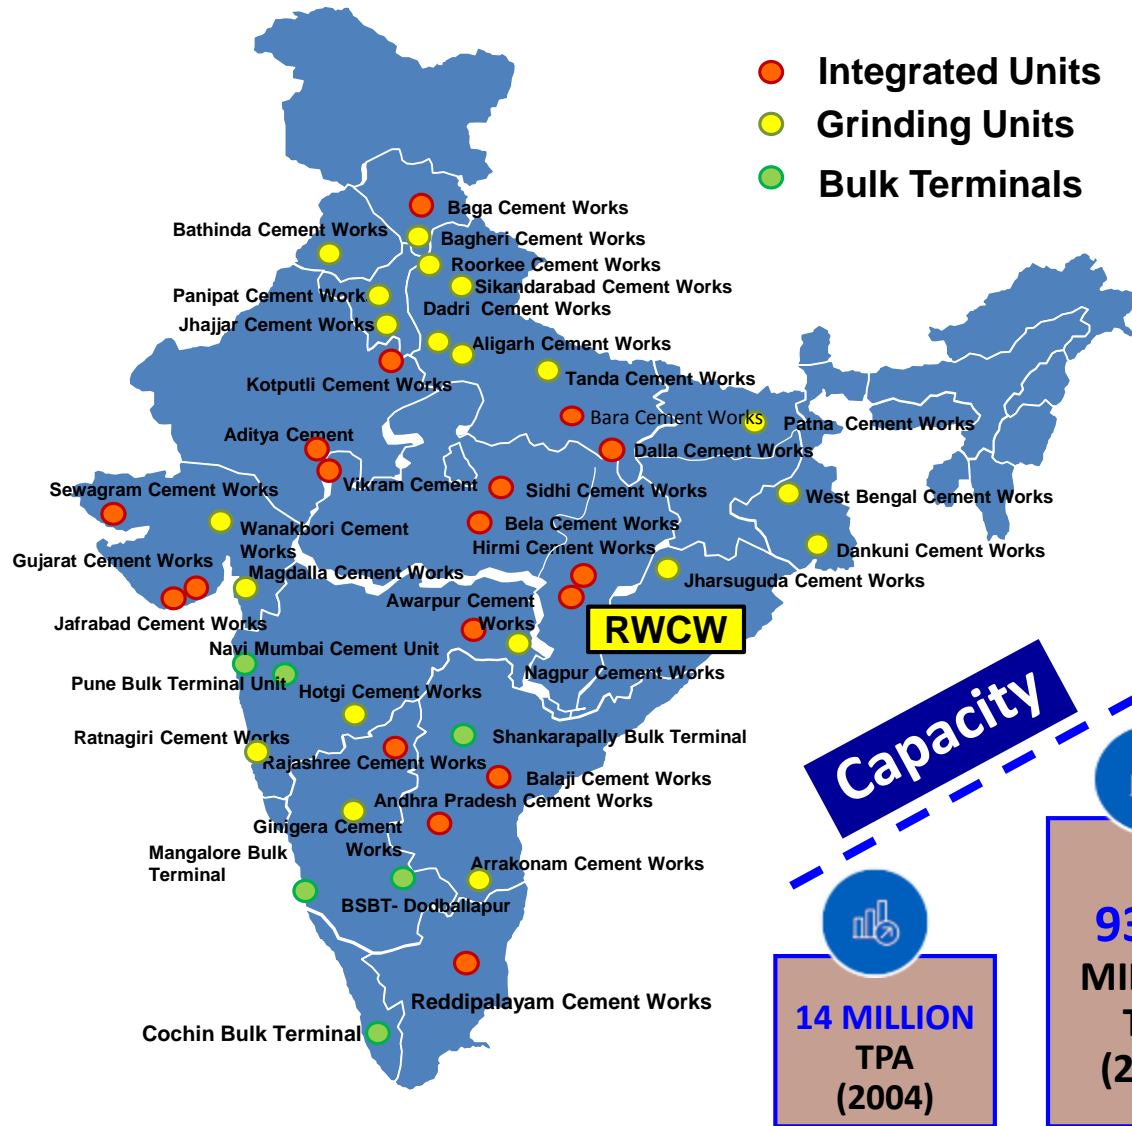 Integrated Units
Grinding Units
Bulk Terminals
Baga Cement Works
Bathinda Cement Works
Bagheri Cement Works
Roorkee Cement Works
Sikandarabad Cement Works
Panipat Cement Work
Dadri Cement Works
Jhajjar Cement Works
Aligarh Cement Works
Kotputli Cement Works
Tanda Cement Works
Bara Cement Works
Patna Cement Works
Aditya Cement
Dalla Cement Works
Vikram Cement
Sewagram Cement Works
Sidhi Cement Works
West Bengal Cement Works
Wanakbori Cement
Works
Bela Cement Works
Hirmi Cement Works
Dankuni Cement Works
Gujarat Cement Works
Magdalla Cement Works
Jharsuguda Cement Works
Awarpur Cement
Works
Jafrabad Cement Works
RWCW
Navi Mumbai Cement Unit
Nagpur Cement Works
Pune Bulk Terminal Unit
Hotgi Cement Works
Ratnagiri Cement Works
Shankarapally Bulk Terminal
Rajashree Cement Works
Balaji Cement Works
Andhra Pradesh Cement Works
Ginigera Cement
Works
Mangalore Bulk
Terminal
Arrakonam Cement Works
BSBT- Dodballapur
Reddipalayam Cement Works
Cochin Bulk Terminal
Capacity
14 MILLION
TPA
(2004)
93
MI
T
(2